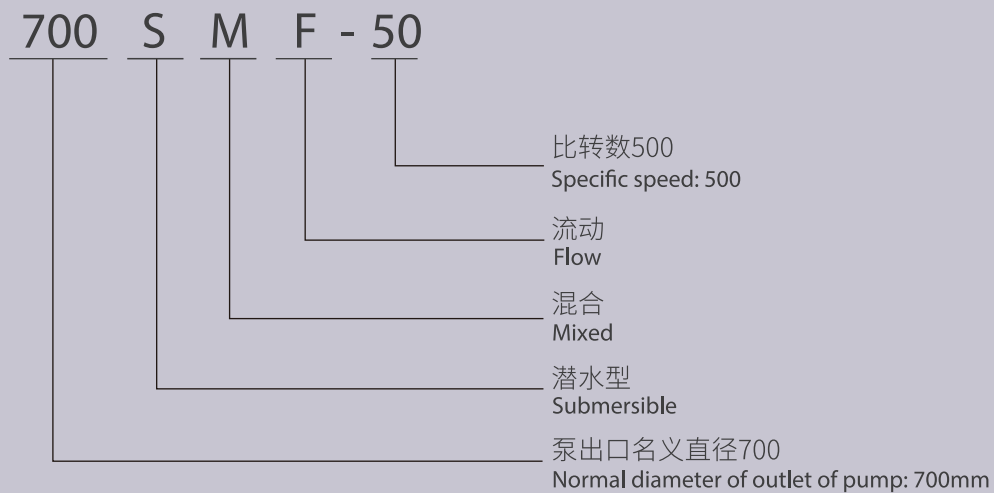 700 S M F - 50
比转数500
Specific speed: 500
流动
Flow
混合
Mixed
潜水型
Submersible
泵出口名义直径700
Normal diameter of outlet of pump: 700mm